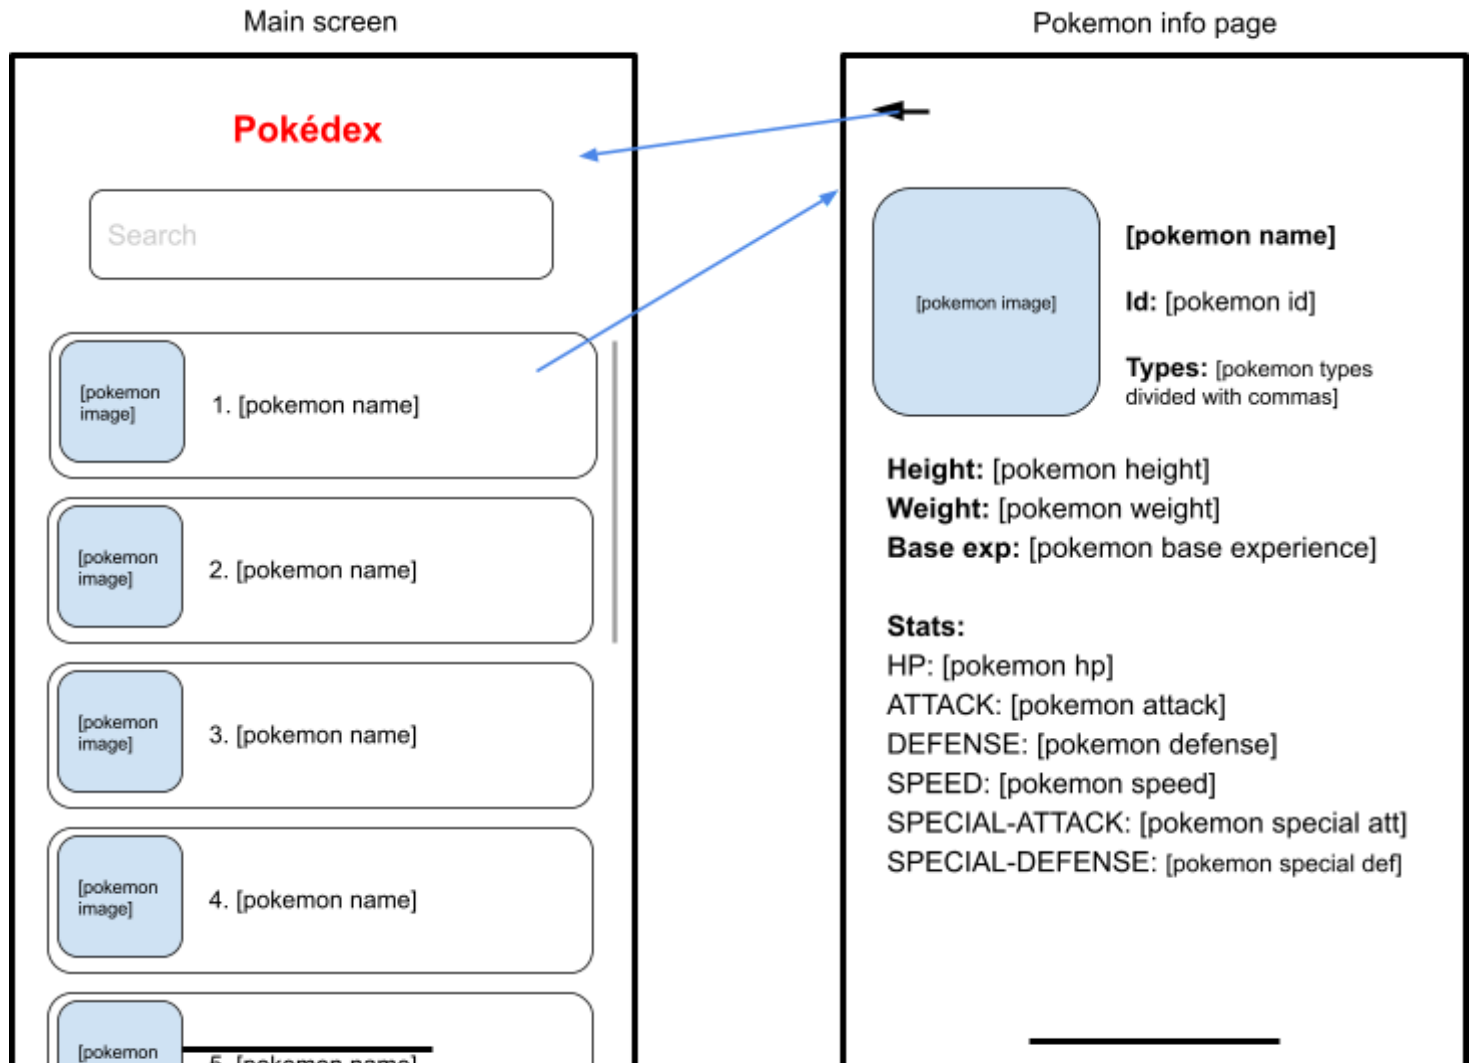 Main screen
Pokédex
Search
[pokemon
image]
1. [pokemon name]
[pokemon
image]
2. [pokemon name]
[pokemon
image]
3. [pokemon name]
[pokemon
image]
4. [pokemon name]
[pokemon
5. [pokemon name]
Pokemon info page
[pokemon image]
[pokemon name]
Id: [pokemon id]
Types: [pokemon types
divided with commas]
Height: [pokemon height]
Weight: [pokemon weight]
Base exp: [pokemon base experience]
Stats:
HP: [pokemon hp]
ATTACK: [pokemon attack]
DEFENSE: [pokemon defense]
SPEED: [pokemon speed]
SPECIAL-ATTACK: [pokemon special att]
SPECIAL-DEFENSE: [pokemon special def]